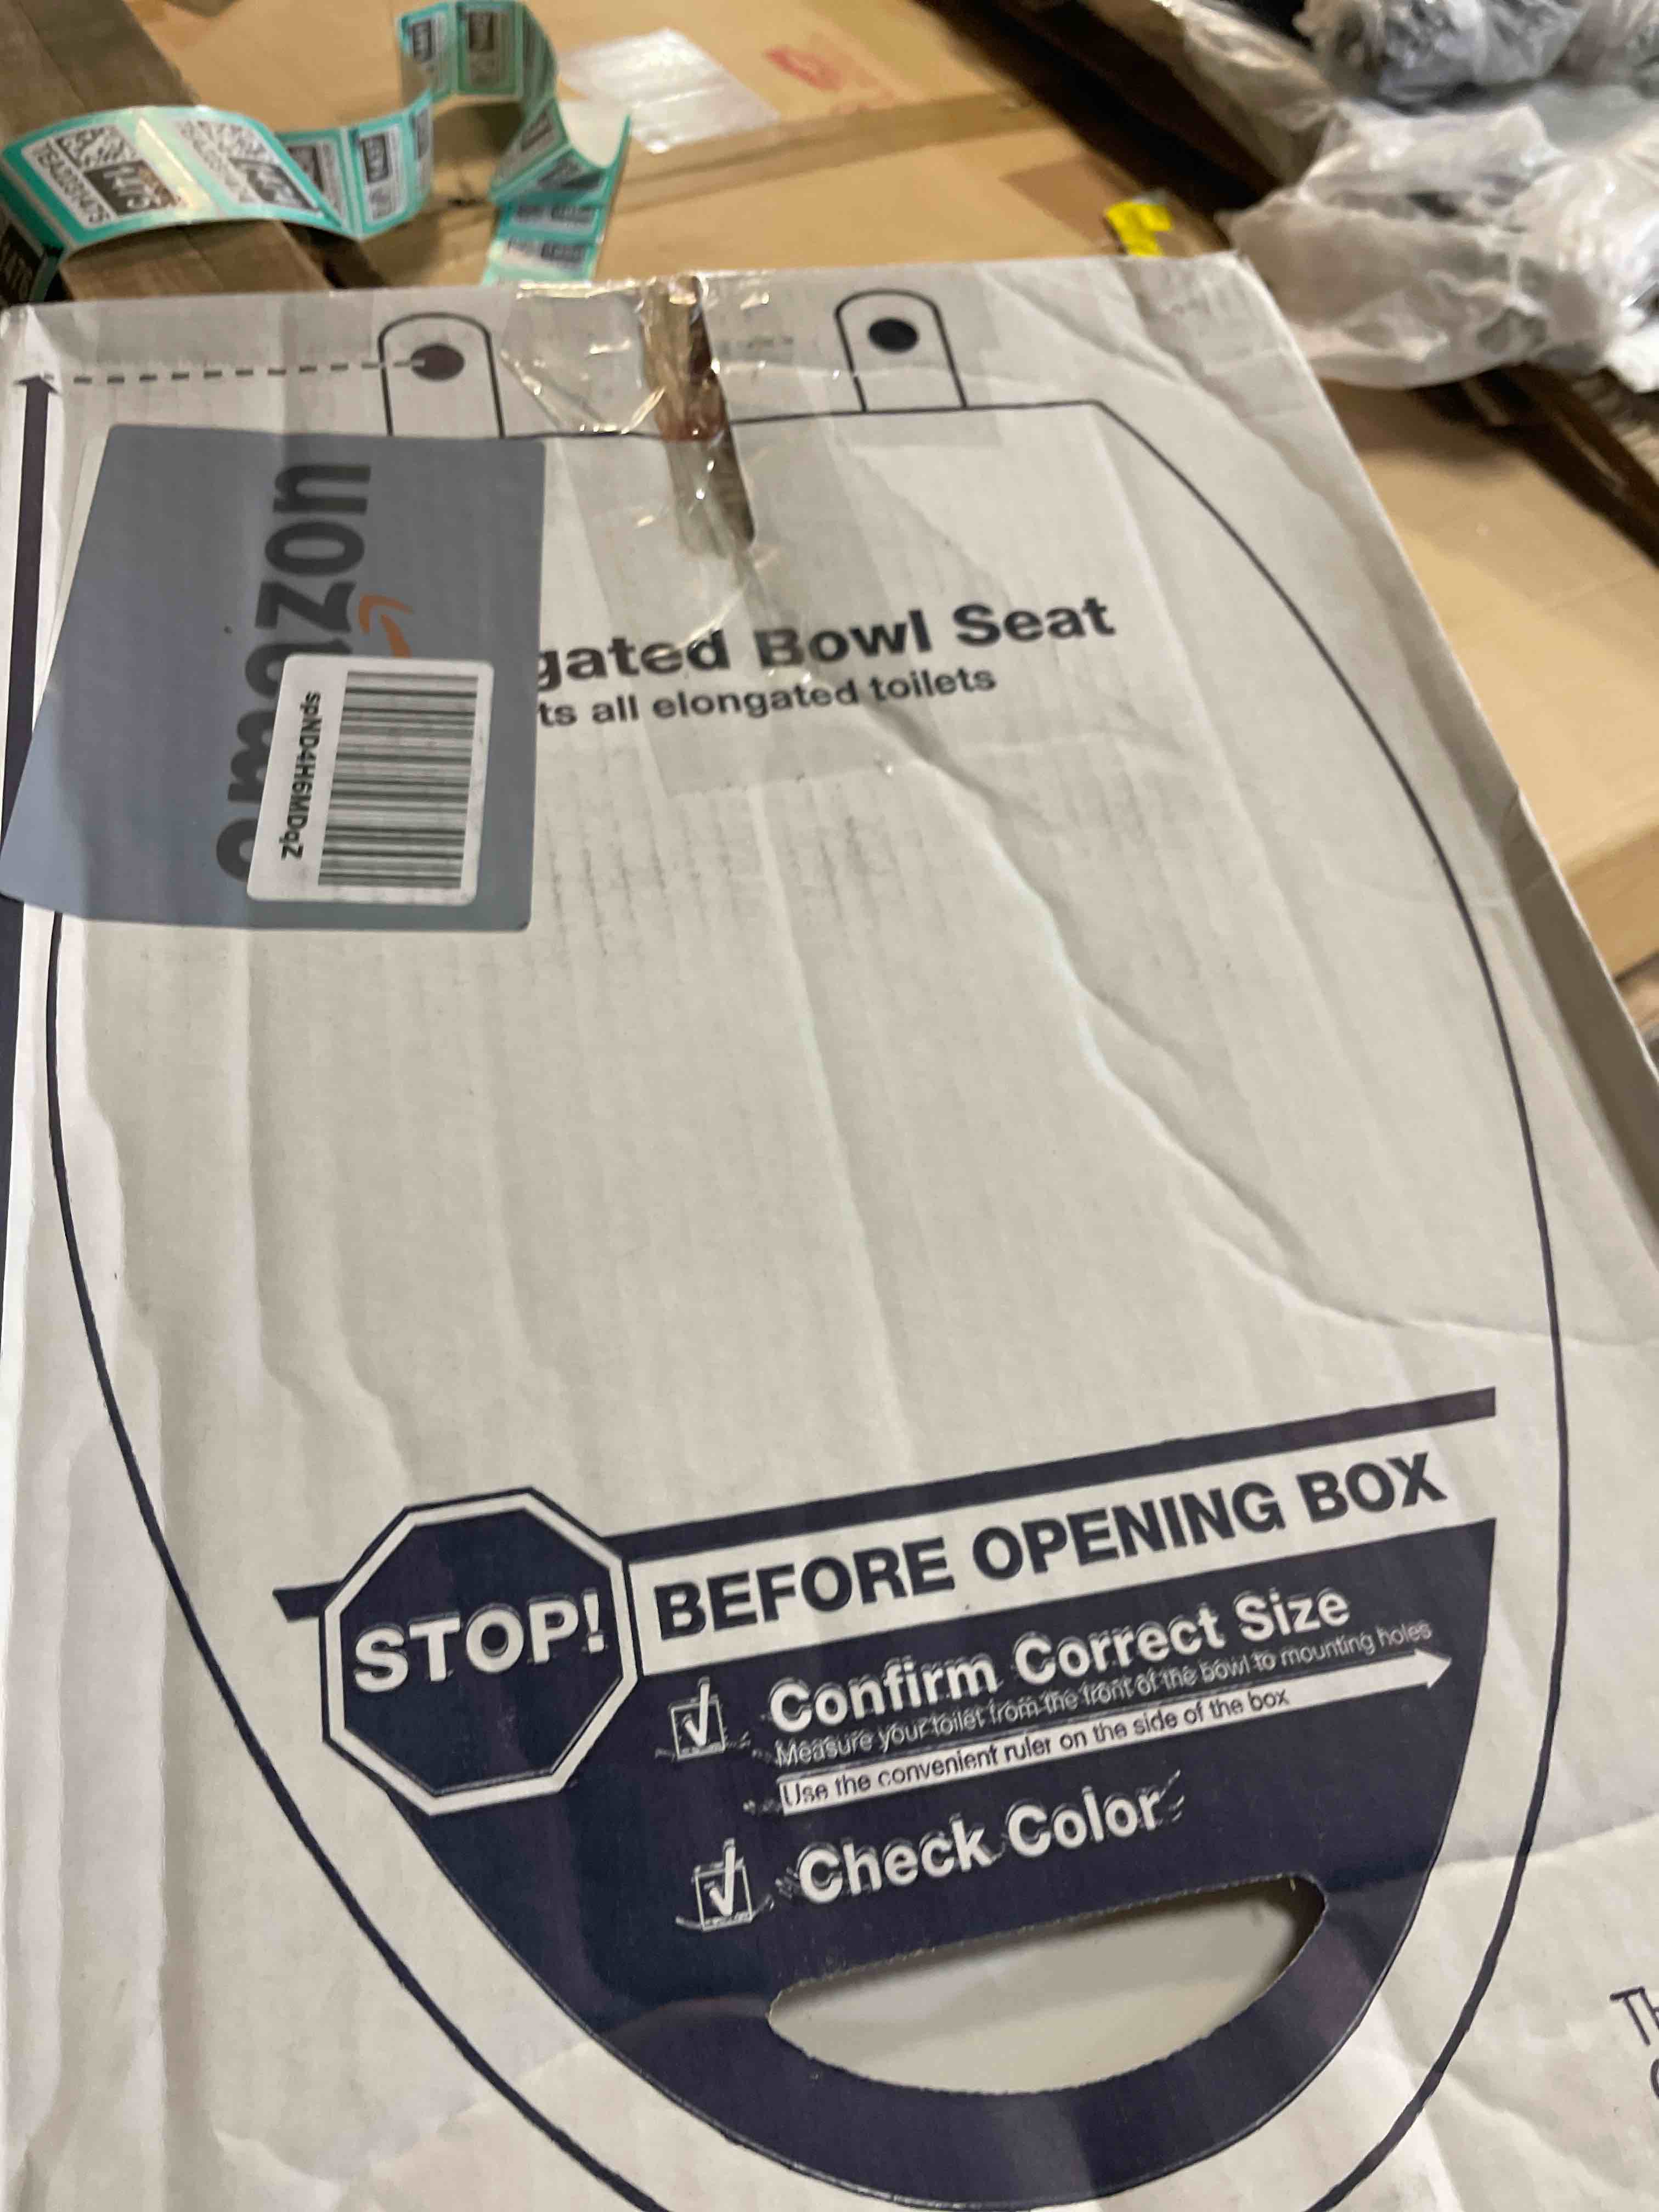 TSA2031475
1475
amazon
spND4H6MDqZ
gated Bowl Seat
ts all elongated toilets
STOP!
BEFORE OPENING BOX
Confirm Correct Size
Measure your toilet from the front of the bowl to mounting holes
Use the convenient ruler on the side of the box
Check Color